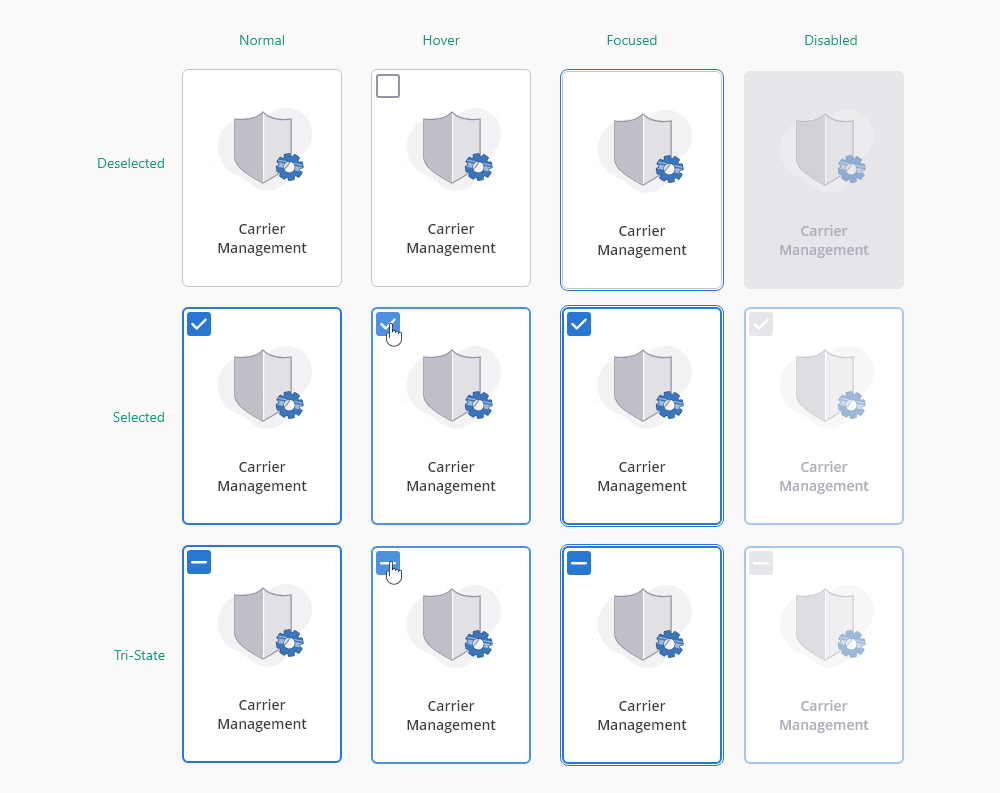 Normal
Hover
Focused
Disabled
Deselected
Carrier
Management
Carrier
Management
Carrier
Management
Carrier
Management
Selected
Carrier
Management
Carrier
Management
Carrier
Management
Carrier
Management
Tri-State
Carrier
Management
Carrier
Management
Carrier
Management
Carrier
Management